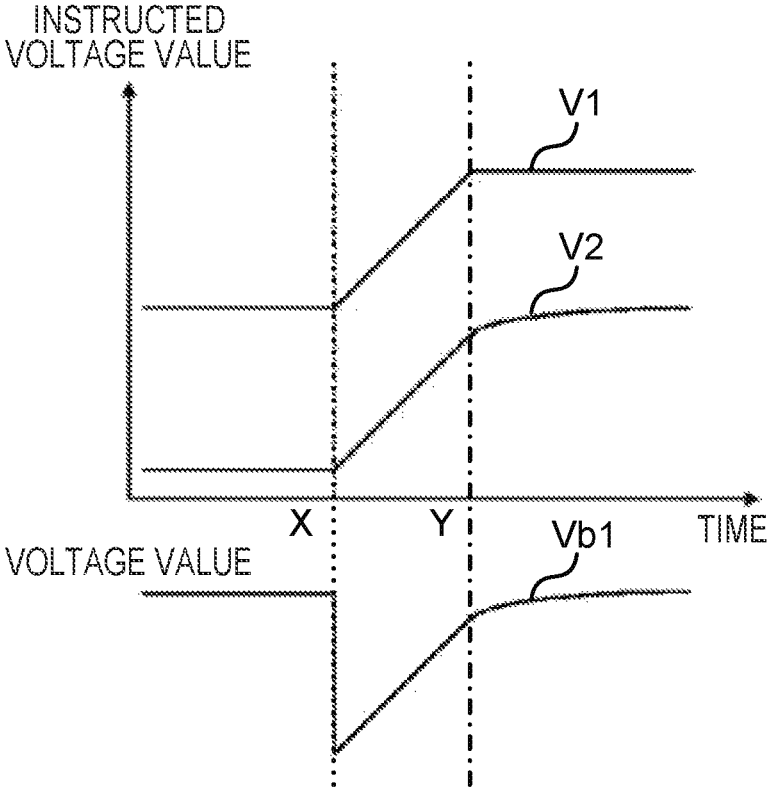 INSTRUCTED
VOLTAGE VALUE
V1
V2
X
Y
TIME
VOLTAGE VALUE
Vb1